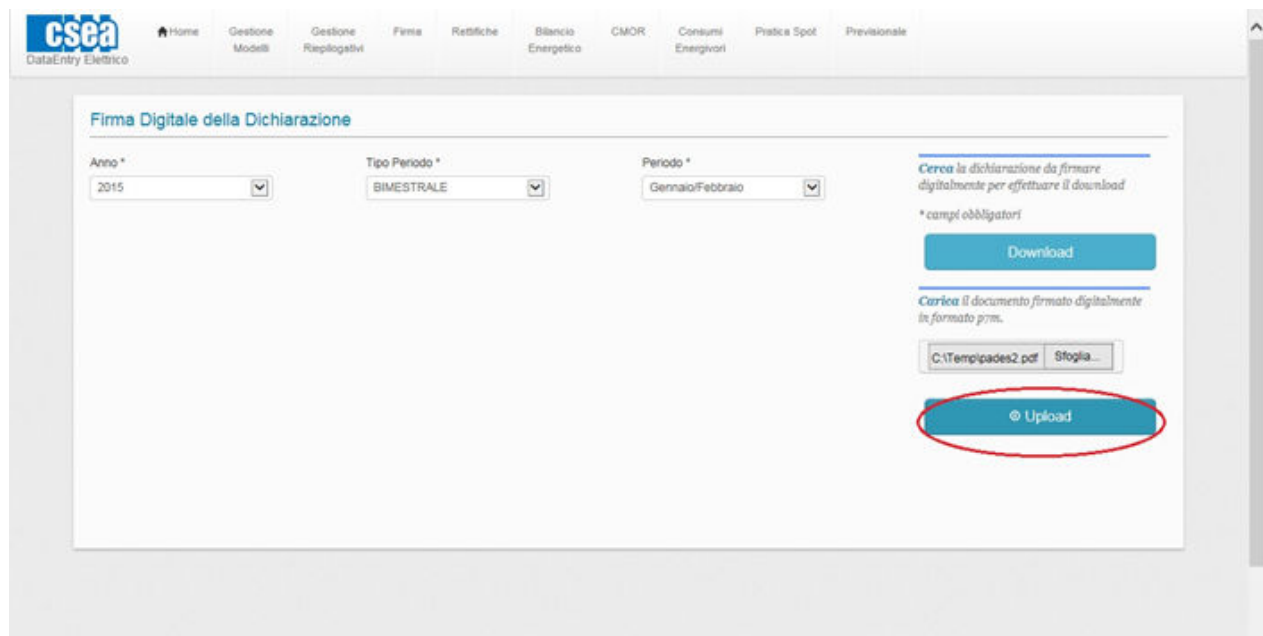 csea
DataEntry Elettrico
Home
Gestione
Modelli
Gestione
Riepilogativi
Firma
Rettifiche
Bilancio
Energetico
CMOR
Consumi
Energivori
Pratica Spot
Previsionale
Firma Digitale della Dichiarazione
Anno *
2015
Tipo Periodo *
BIMESTRALE
Periodo *
Gennaio/Febbraio
Cerca la dichiarazione da firmare
digitalmente per effettuare il download
* campi obbligatori
Download
Carica il documento firmato digitalmente
in formato p7m.
C:\Temp\pades2.pdf Sfoglia...
Upload